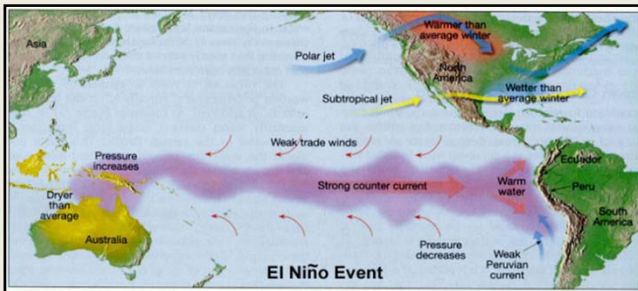 Asia
Warmer than
average winter
Polar jet
North
America
Subtropical jet
Wetter than
average winter
Weak trade winds
Pressure
increases
Ecuador
Strong counter current
Warm
water
Peru
Dryer
than
average
South
America
Australia
Pressure
decreases
Weak
Peruvian
current
El Niño Event